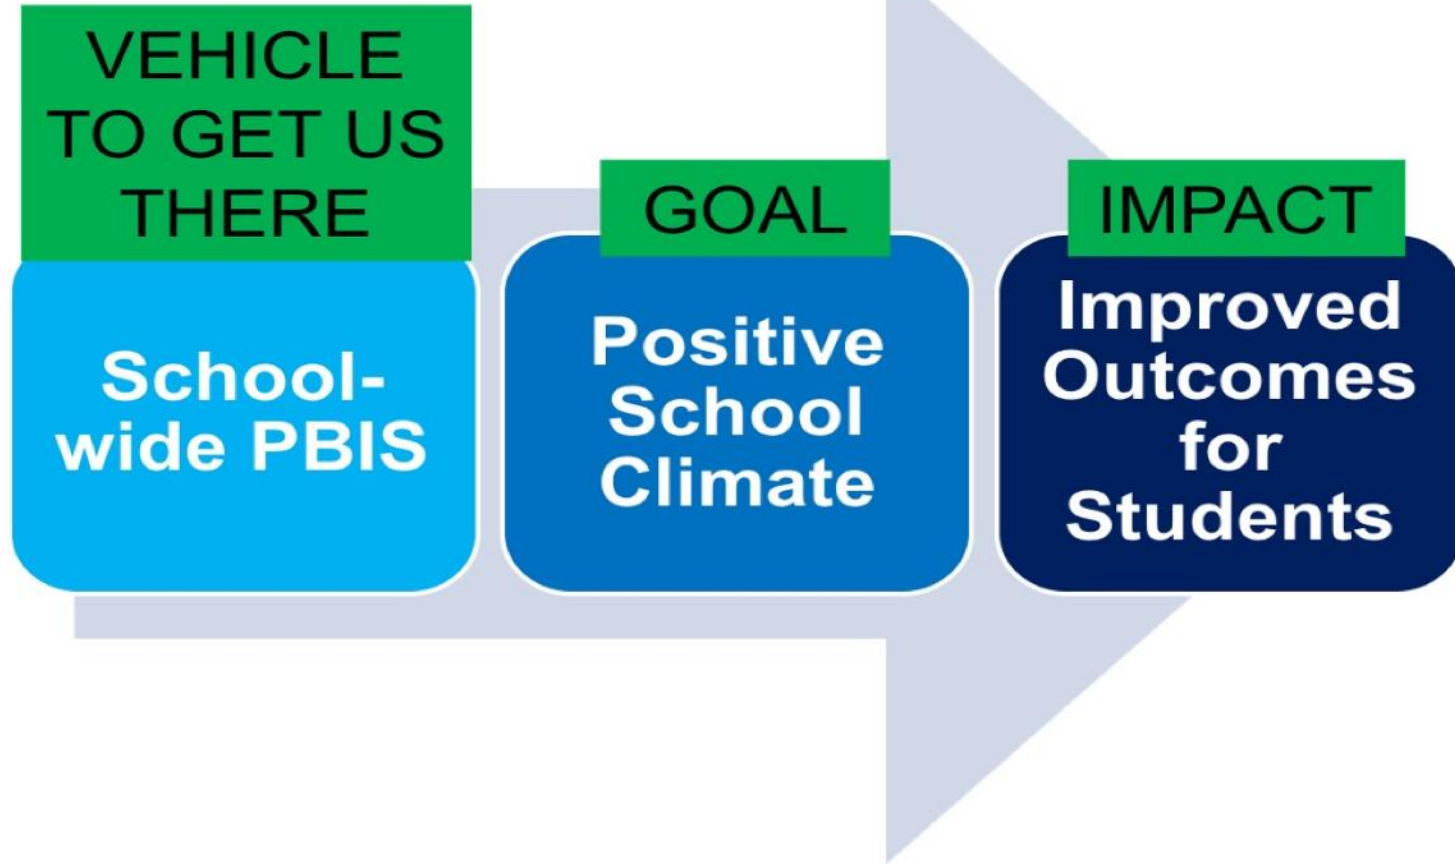 VEHICLE
TO GET US
THERE
School-
wide PBIS
GOAL
Positive
School
Climate
IMPACT
Improved
Outcomes
for
Students